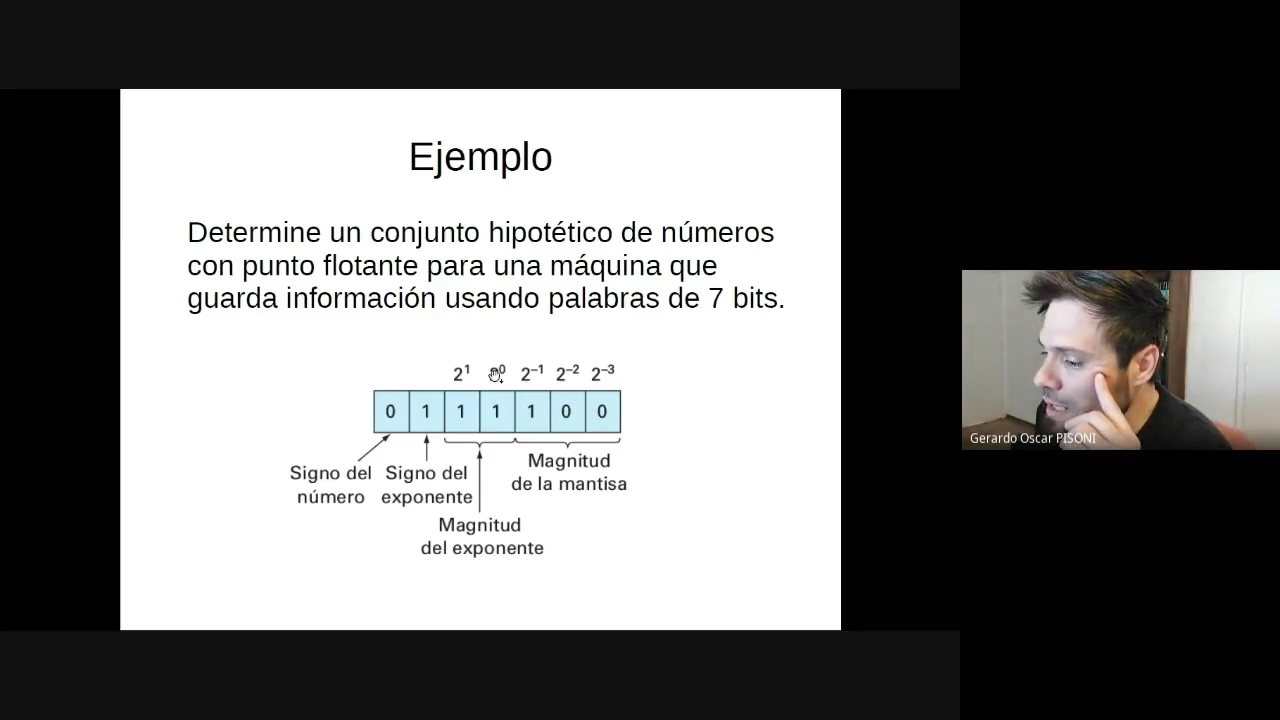 Ejemplo
Determine un conjunto hipotético de números
con punto flotante para una máquina que
guarda información usando palabras de 7 bits.
2¹ 2⁻¹ 2⁻² 2⁻³
0 1 1 1 1 0 0
Signo del número
Signo del exponente
Magnitud del exponente
Magnitud de la mantisa
Gerardo Oscar PISONI